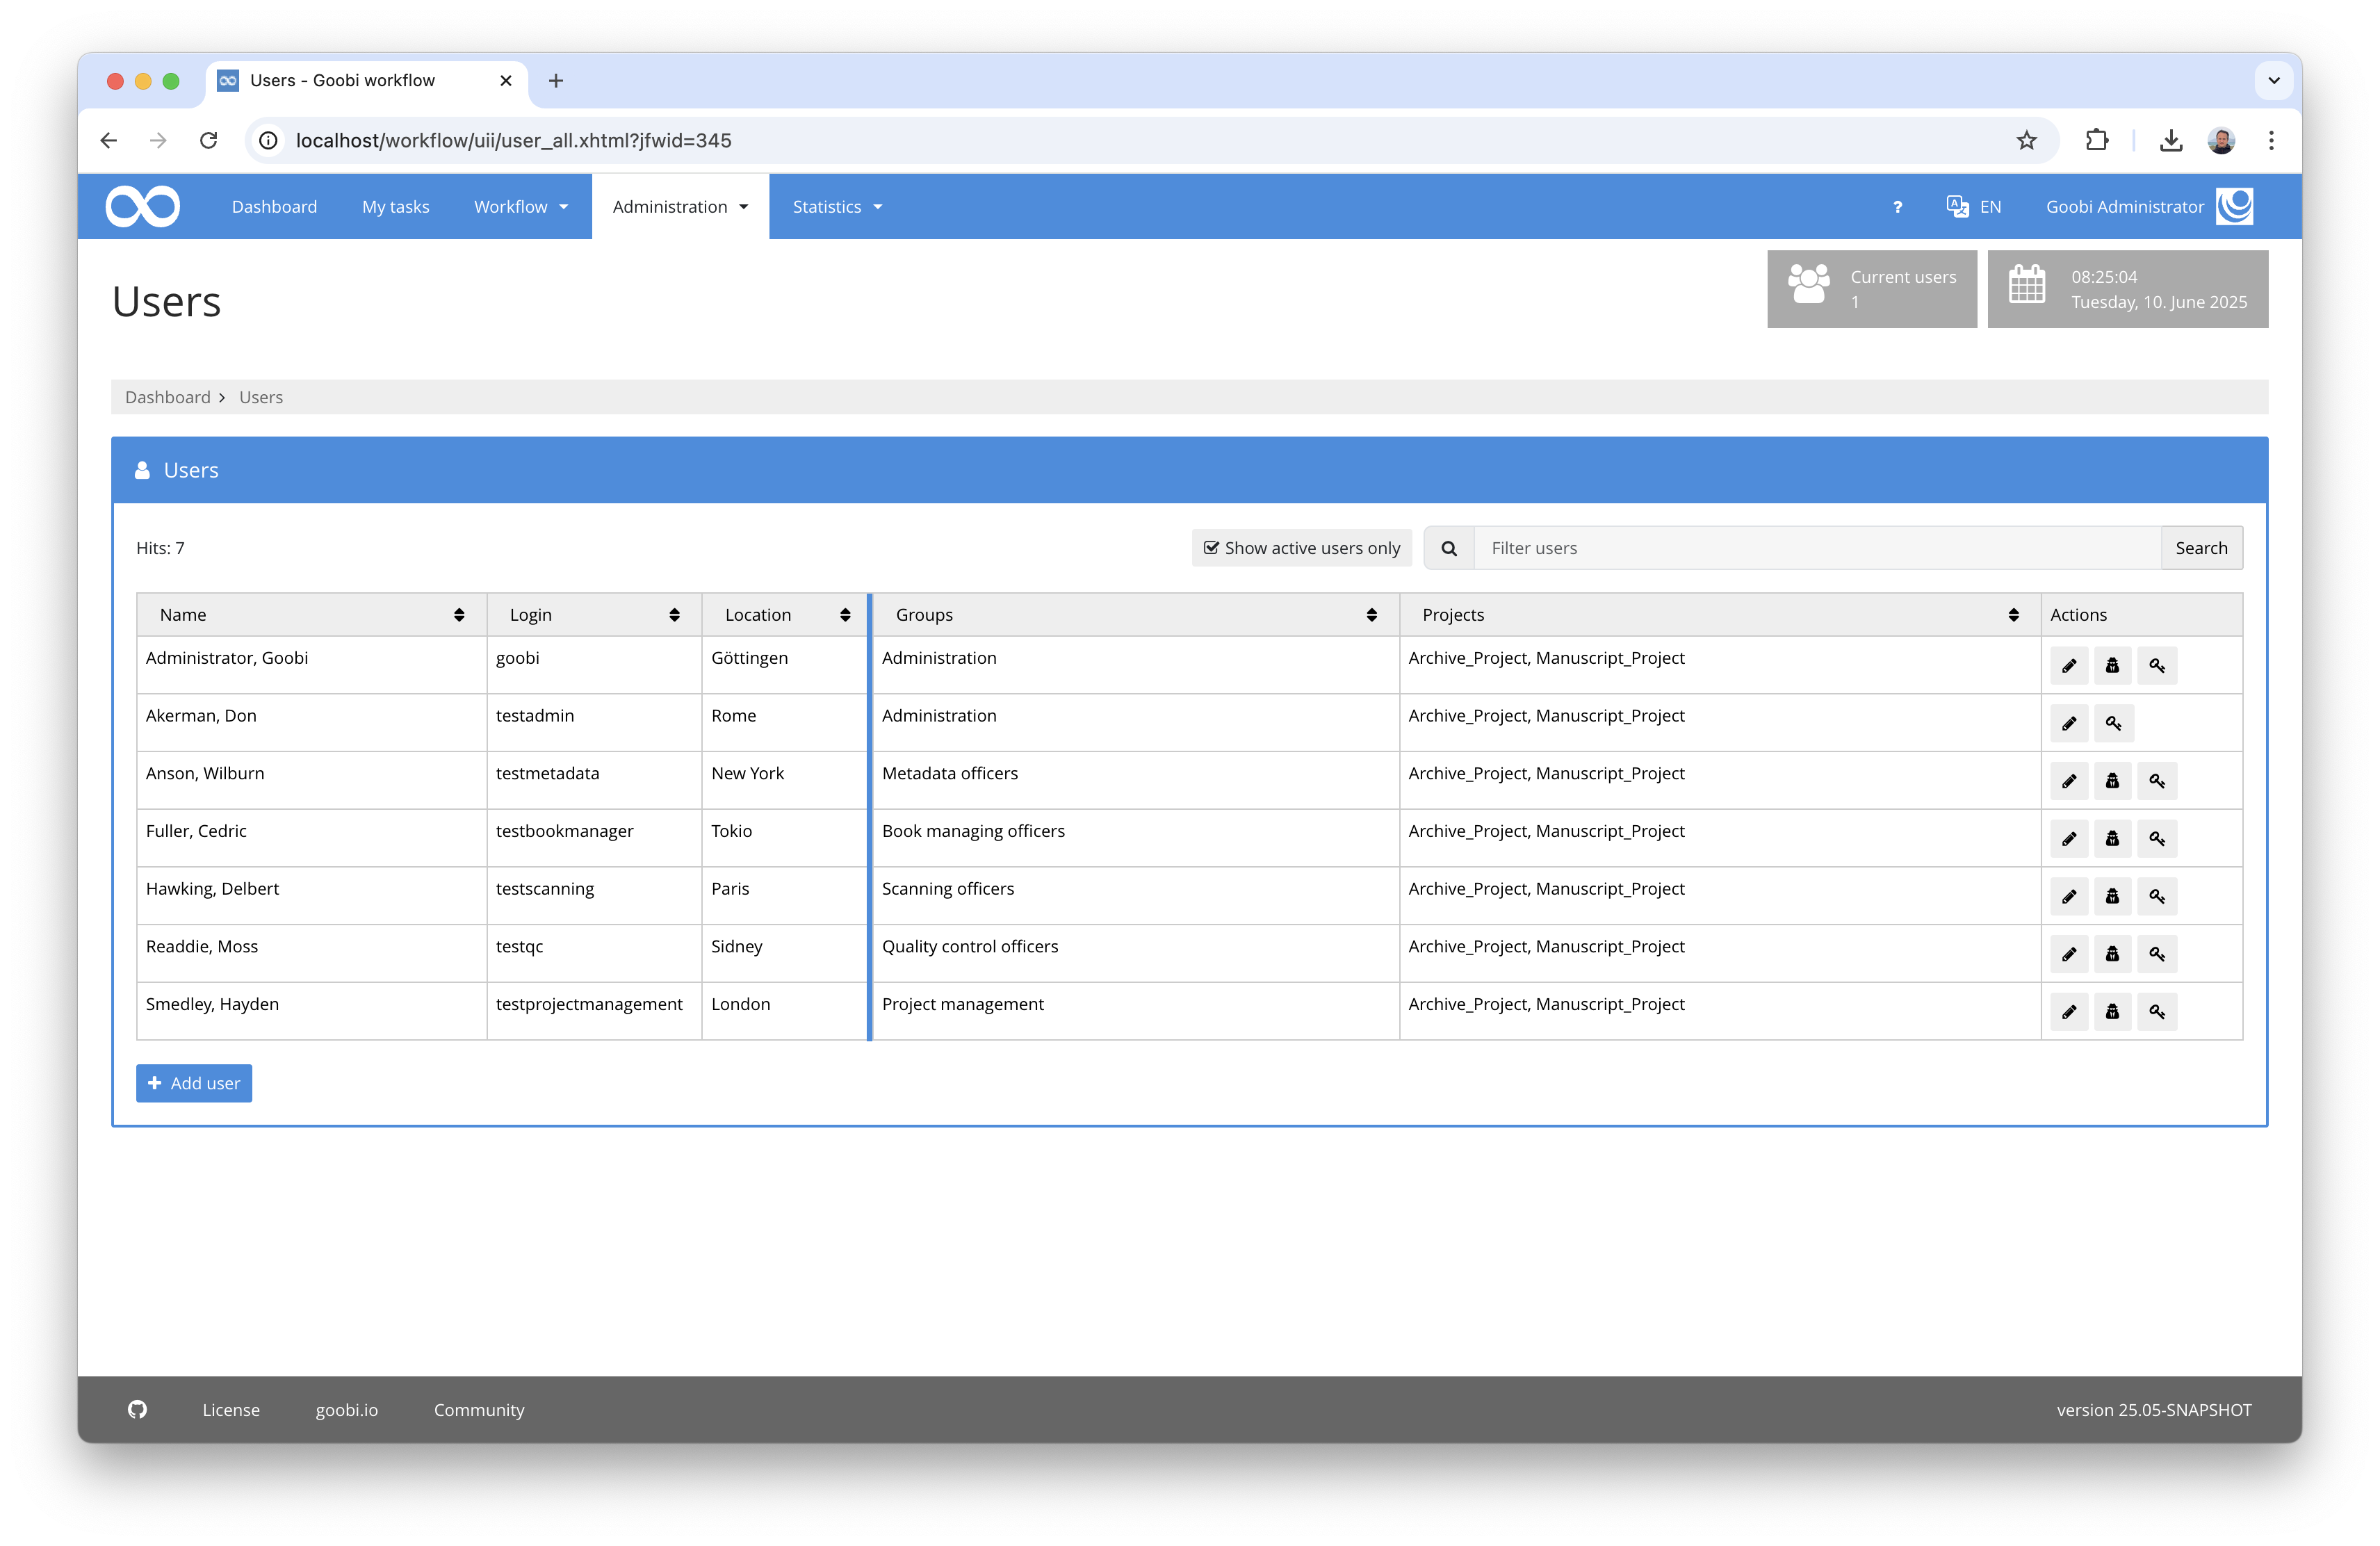 Users - Goobi workflow
localhost/workflow/uii/user_all.xhtml?jfwid=345
Dashboard My tasks Workflow Administration Statistics ? EN Goobi Administrator
Users
Current users
1
08:25:04
Tuesday, 10. June 2025
Dashboard > Users
Users
Hits: 7 Show active users only Filter users Search
Name Login Location Groups Projects Actions
Administrator, Goobi goobi Göttingen Administration Archive_Project, Manuscript_Project
Akerman, Don testadmin Rome Administration Archive_Project, Manuscript_Project
Anson, Wilburn testmetadata New York Metadata officers Archive_Project, Manuscript_Project
Fuller, Cedric testbookmanager Tokio Book managing officers Archive_Project, Manuscript_Project
Hawking, Delbert testscanning Paris Scanning officers Archive_Project, Manuscript_Project
Readdie, Moss testqc Sidney Quality control officers Archive_Project, Manuscript_Project
Smedley, Hayden testprojectmanagement London Project management Archive_Project, Manuscript_Project
Add user
License goobi.io Community version 25.05-SNAPSHOT